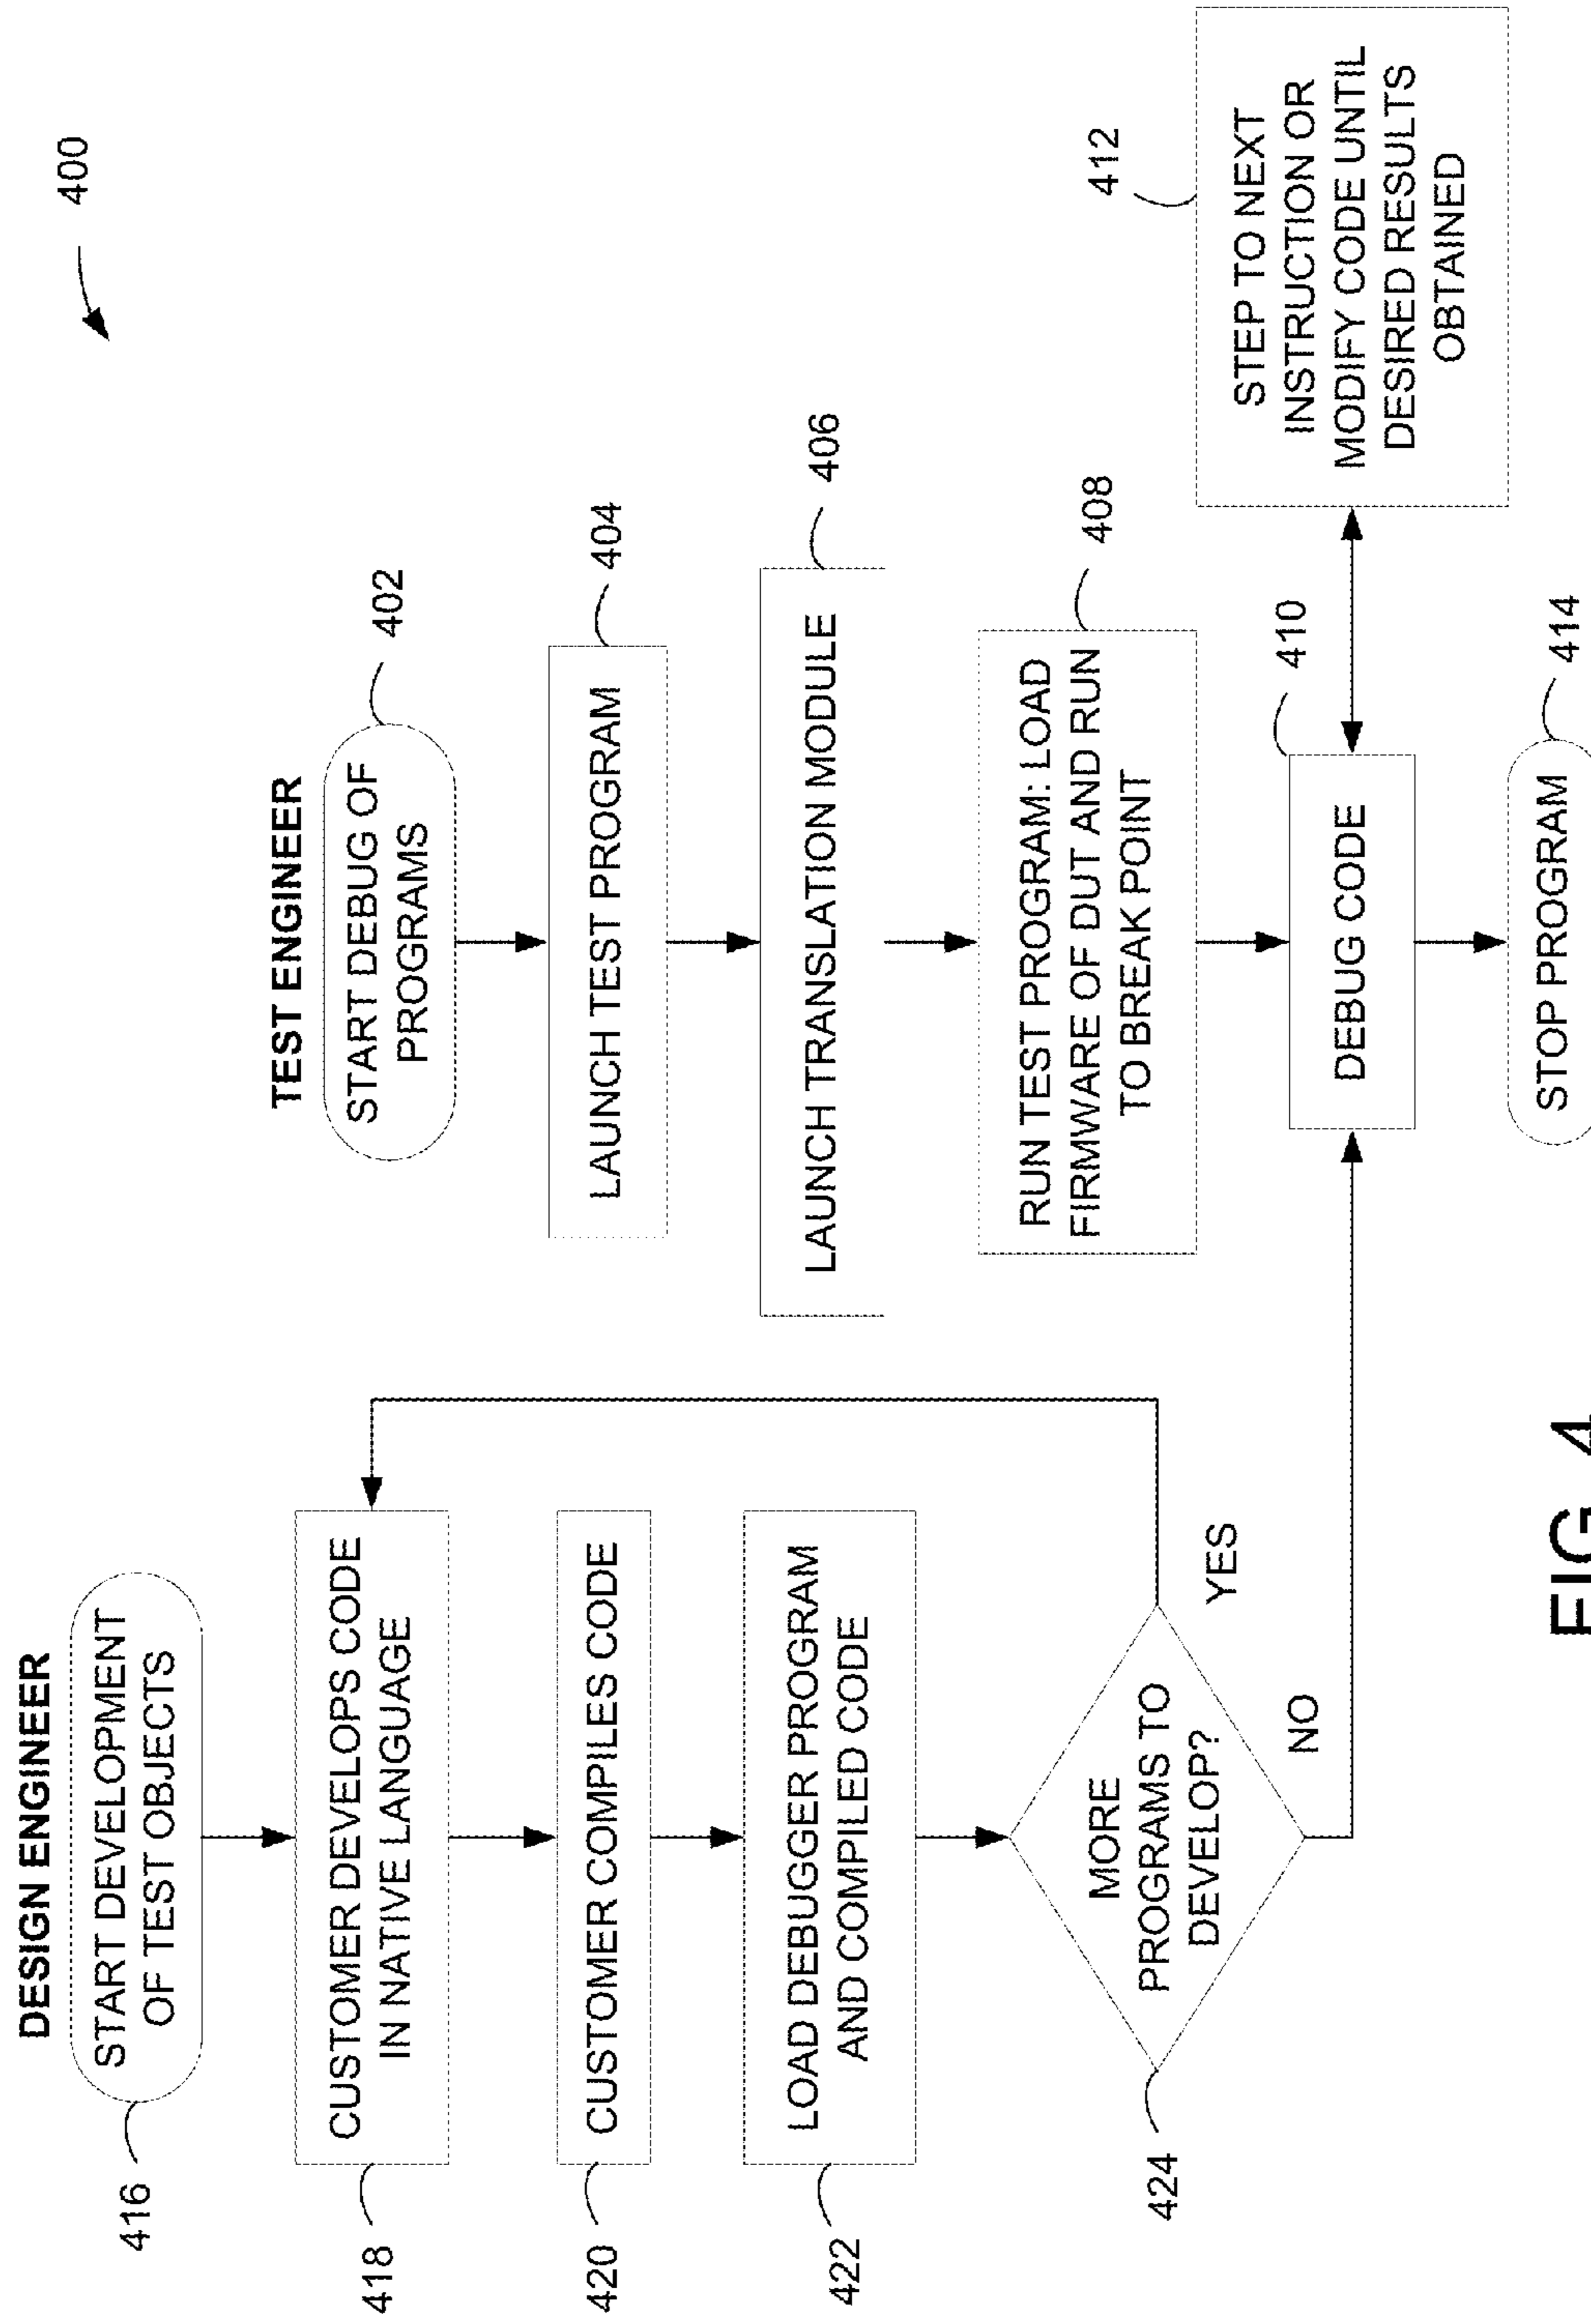 400
DESIGN ENGINEER
416
START DEVELOPMENT
OF TEST OBJECTS
418
CUSTOMER DEVELOPS CODE
IN NATIVE LANGUAGE
420
CUSTOMER COMPILES CODE
422
LOAD DEBUGGER PROGRAM
AND COMPILED CODE
424
MORE
PROGRAMS TO
DEVELOP?
YES
NO
TEST ENGINEER
402
START DEBUG OF
PROGRAMS
404
LAUNCH TEST PROGRAM
406
LAUNCH TRANSLATION MODULE
408
RUN TEST PROGRAM: LOAD
FIRMWARE OF DUT AND RUN
TO BREAK POINT
410
DEBUG CODE
412
STEP TO NEXT
INSTRUCTION OR
MODIFY CODE UNTIL
DESIRED RESULTS
OBTAINED
414
STOP PROGRAM
FIG. 4